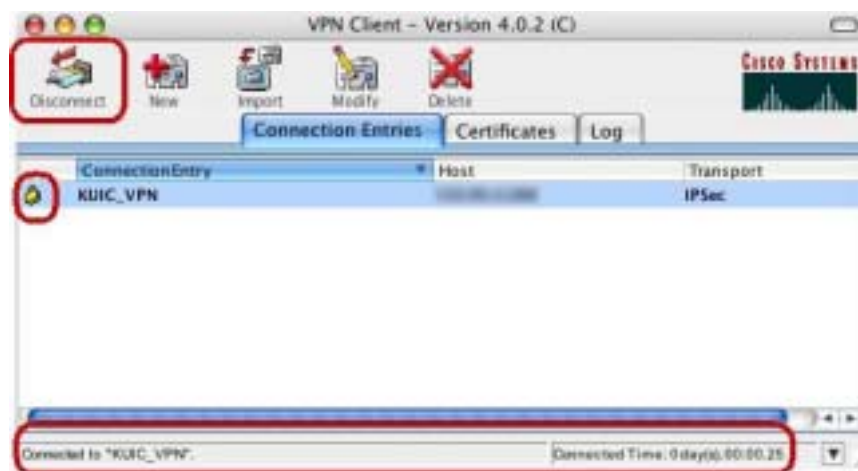 VPN Client – Version 4.0.2 (C)
Disconnect New Import Modify Delete
CISCO SYSTEMS
Connection Entries Certificates Log
ConnectionEntry Host Transport
KUIC_VPN IPSec
Connected to "KUIC_VPN". Connected Time: 0 day(s), 00:00.25